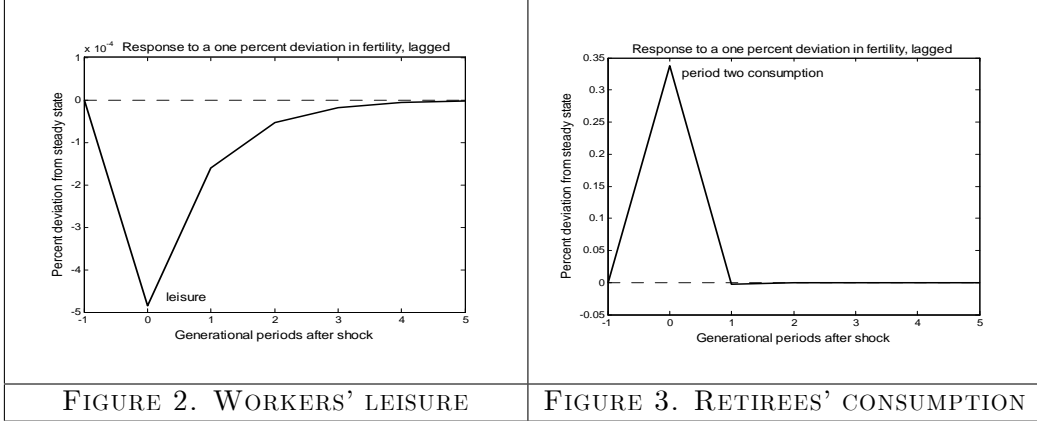 x 10⁻⁴ Response to a one percent deviation in fertility, lagged
Percent deviation from steady state
1
0
-1
-2
-3
-4
-5
leisure
-1 0 1 2 3 4 5
Generational periods after shock
FIGURE 2. WORKERS' LEISURE
Response to a one percent deviation in fertility, lagged
Percent deviation from steady state
0.35
0.3
0.25
0.2
0.15
0.1
0.05
0
-0.05
period two consumption
-1 0 1 2 3 4 5
Generational periods after shock
FIGURE 3. RETIREES' CONSUMPTION